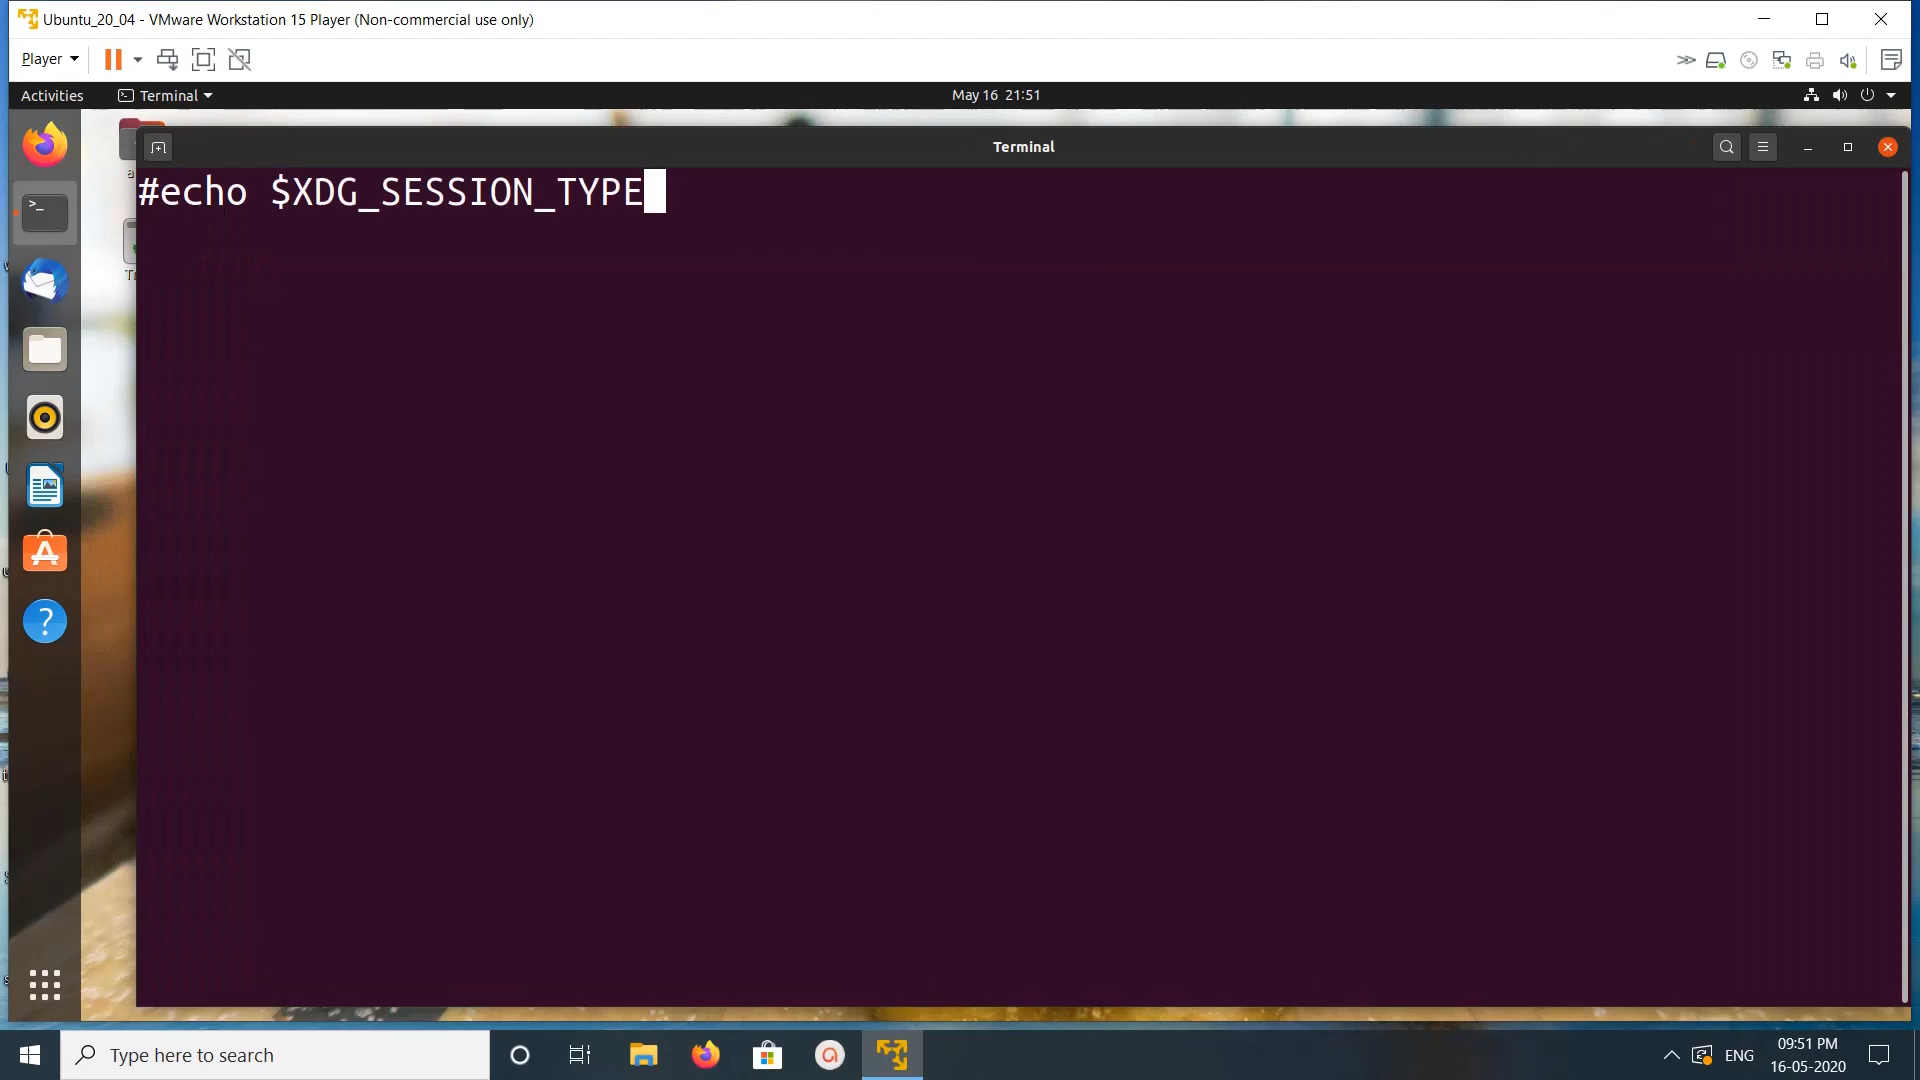 Ubuntu_20_04 - VMware Workstation 15 Player (Non-commercial use only)
Player
Activities
Terminal
May 16 21:51
Terminal
#echo $XDG_SESSION_TYPE
Type here to search
ENG
09:51 PM
16-05-2020